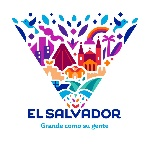 EL SALVADOR
Grande como su gente